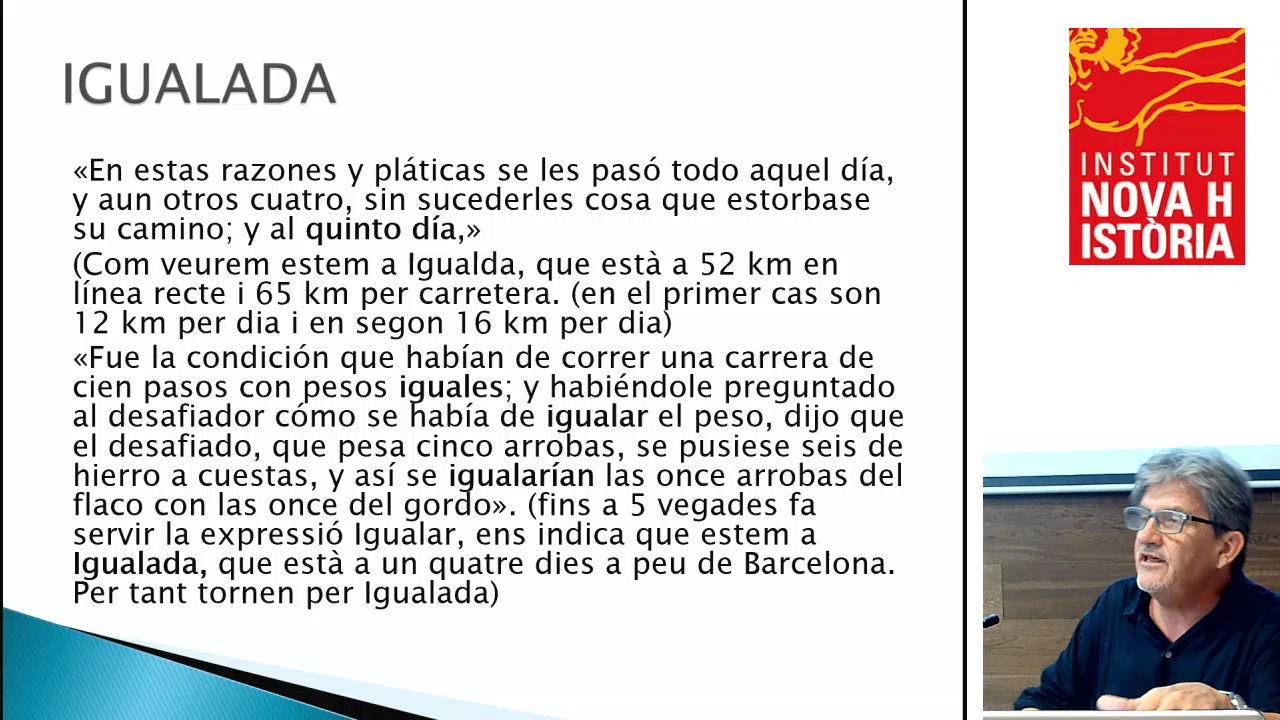 IGUALADA
«En estas razones y pláticas se les pasó todo aquel día,
y aun otros cuatro, sin sucederles cosa que estorbase
su camino; y al quinto día,»
(Com veurem estem a Igualda, que està a 52 km en
línea recte i 65 km per carretera. (en el primer cas son
12 km per dia i en segon 16 km per dia)
«Fue la condición que habían de correr una carrera de
cien pasos con pesos iguales; y habiéndole preguntado
al desafiador cómo se había de igualar el peso, dijo que
el desafiado, que pesa cinco arrobas, se pusiese seis de
hierro a cuestas, y así se igualarían las once arrobas del
flaco con las once del gordo». (fins a 5 vegades fa
servir la expressió Igualar, ens indica que estem a
Igualada, que està a un quatre dies a peu de Barcelona.
Per tant tornen per Igualada)
INSTITUT
NOVA H
ISTÒRIA